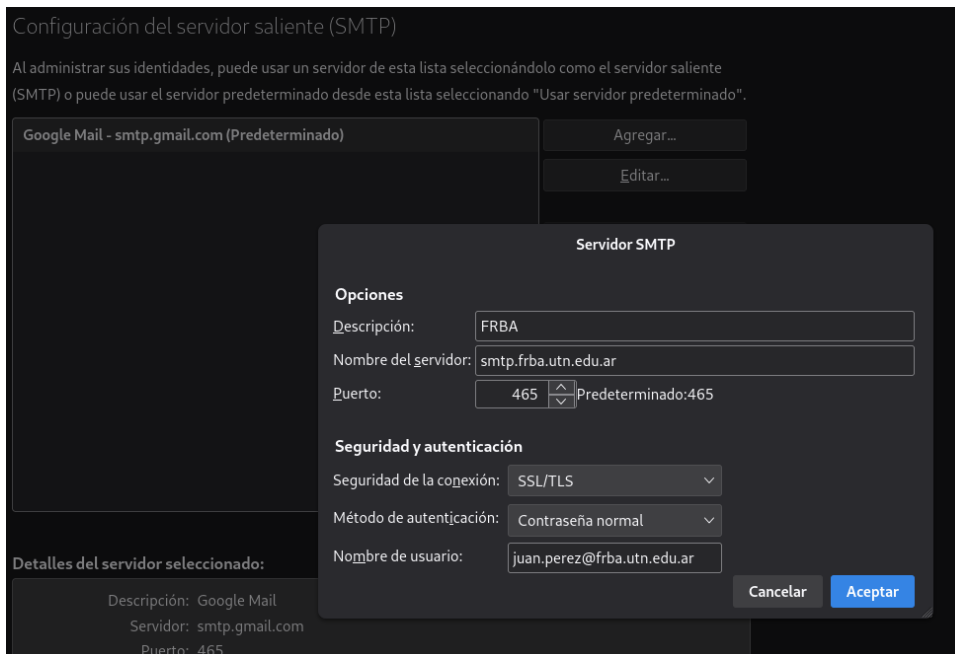 Configuración del servidor saliente (SMTP)
Al administrar sus identidades, puede usar un servidor de esta lista seleccionándolo como el servidor saliente
(SMTP) o puede usar el servidor predeterminado desde esta lista seleccionando "Usar servidor predeterminado".
Google Mail - smtp.gmail.com (Predeterminado)
Agregar...
Editar...
Servidor SMTP
Opciones
Descripción: FRBA
Nombre del servidor: smtp.frba.utn.edu.ar
Puerto: 465 Predeterminado:465
Seguridad y autenticación
Seguridad de la conexión: SSL/TLS
Método de autenticación: Contraseña normal
Nombre de usuario: juan.perez@frba.utn.edu.ar
Cancelar Aceptar
Detalles del servidor seleccionado:
Descripción: Google Mail
Servidor: smtp.gmail.com
Puerto: 465